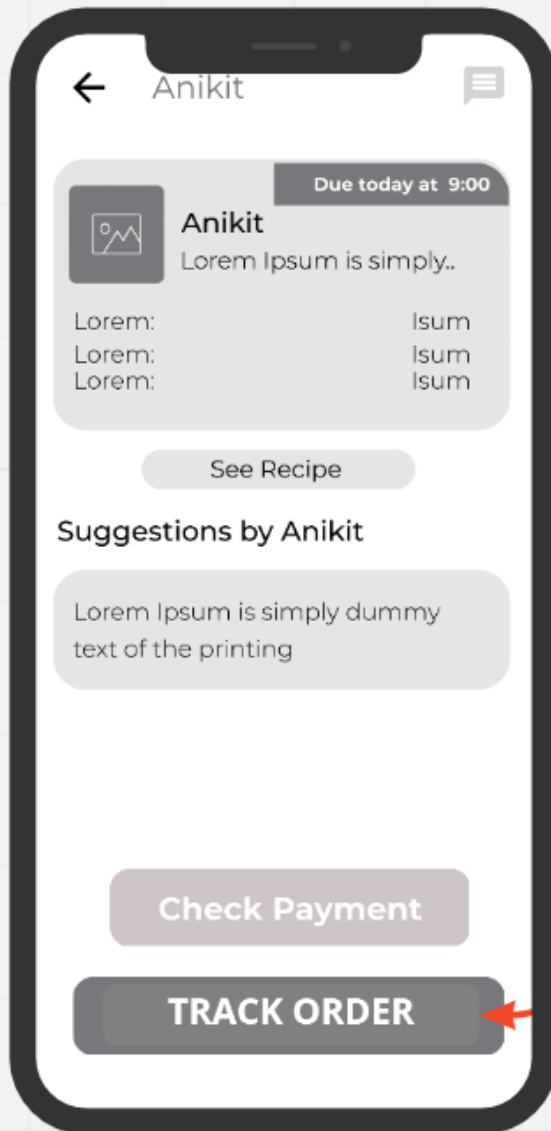 Anikit
Due today at 9:00
Anikit
Lorem Ipsum is simply..
Lorem: Isum
Lorem: Isum
Lorem: Isum
See Recipe
Suggestions by Anikit
Lorem Ipsum is simply dummy
text of the printing
Check Payment
TRACK ORDER